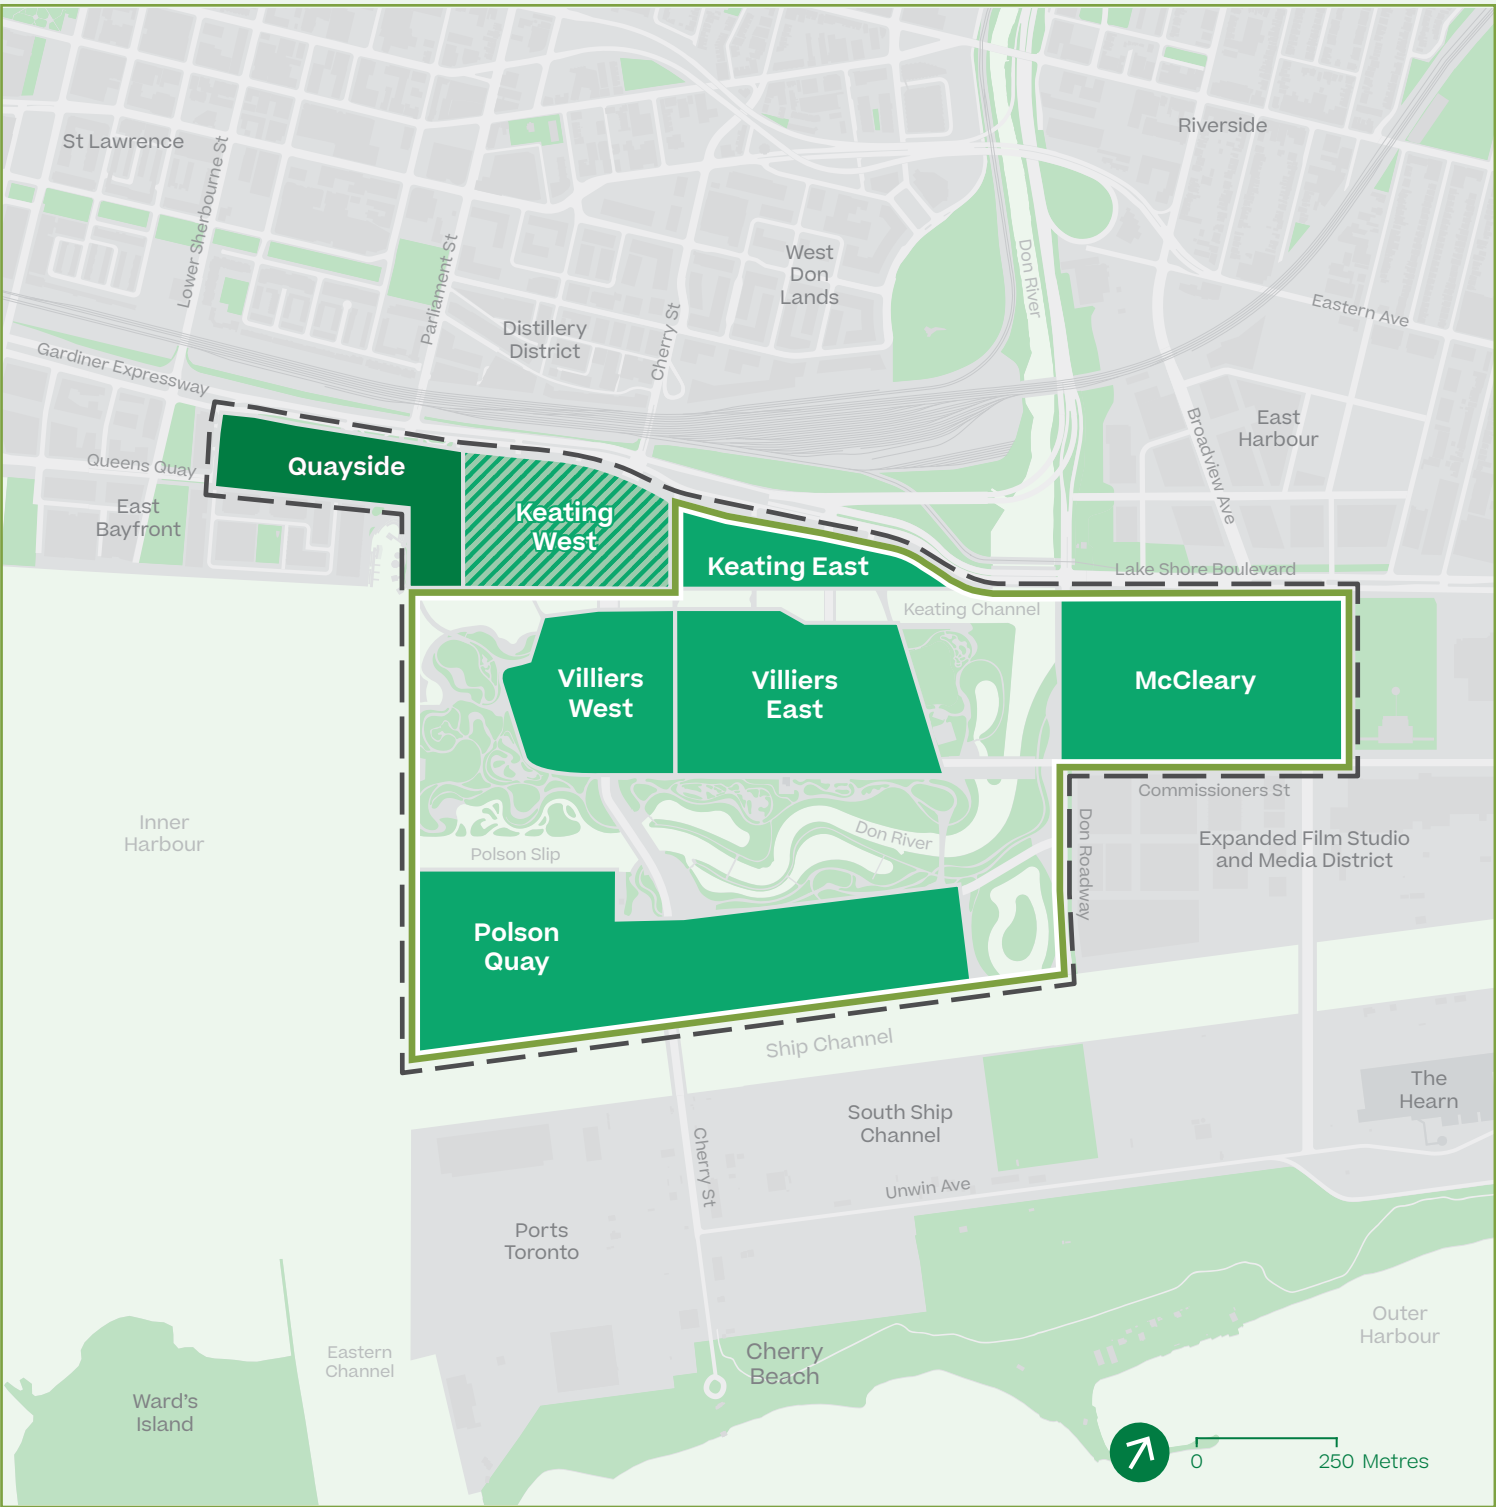 Riverside
St Lawrence
Lower Sherbourne St
Parliament St
West
Don
Lands
Don River
Eastern Ave
Distillery
District
Cherry St
Gardiner Expressway
East
Harbour
Broadview Ave
Quayside
Queens Quay
East
Bayfront
Keating
West
Keating East
Lake Shore Boulevard
Keating Channel
Villiers
West
Villiers
East
McCleary
Commissioners St
Inner
Harbour
Don River
Don Roadway
Expanded Film Studio
and Media District
Polson Slip
Polson
Quay
Ship Channel
The
Hearn
South Ship
Channel
Cherry St
Unwin Ave
Ports
Toronto
Outer
Harbour
Eastern
Channel
Cherry
Beach
Ward's
Island
0
250 Metres